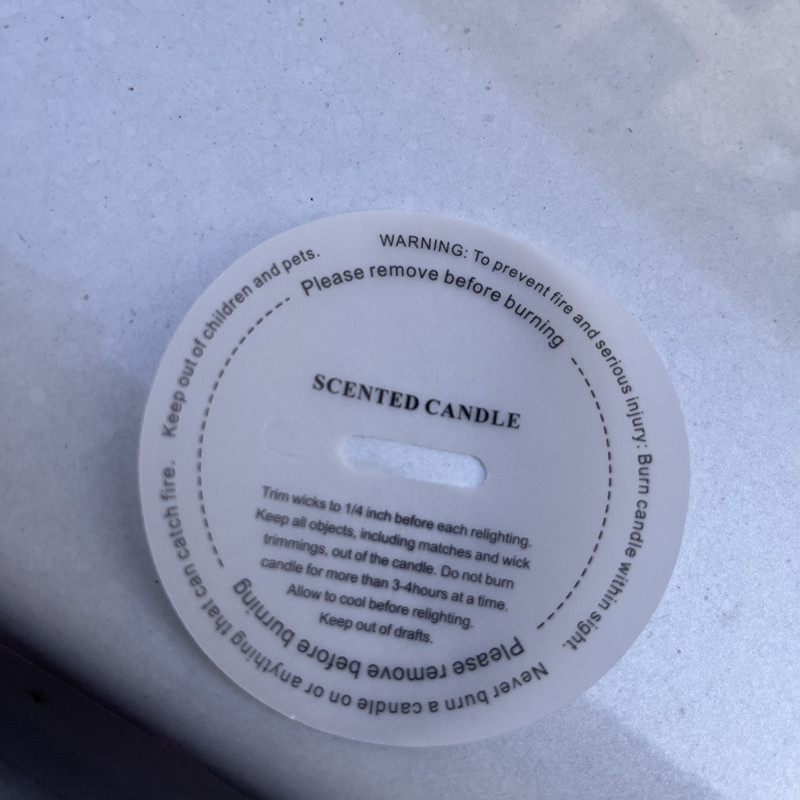 WARNING: To prevent fire and serious injury: Burn candle within sight.
Never burn a candle on or anything that can catch fire.
Keep out of children and pets.
Please remove before burning
SCENTED CANDLE
Trim wicks to 1/4 inch before each relighting.
Keep all objects, including matches and wick
trimmings, out of the candle. Do not burn
candle for more than 3-4hours at a time.
Allow to cool before relighting.
Keep out of drafts.
Please remove before burning